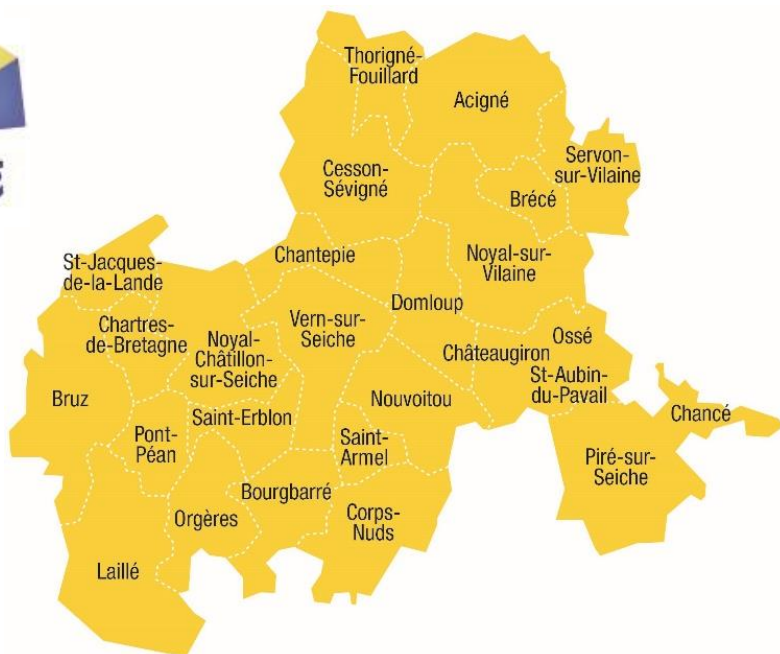 Thorigné-
Fouillard
Acigné
Servon-
sur-Vilaine
Cesson-
Sévigné
Brécé
Chantepie
Noyal-sur-
Vilaine
St-Jacques-
de-la-Lande
Domloup
Chartres-
de-Bretagne
Vern-sur-
Seiche
Noyal-
Châtillon-
sur-Seiche
Ossé
Châteaugiron
St-Aubin-
du-Pavail
Bruz
Nouvoitou
Chancé
Saint-Erblon
Pont-
Péan
Saint-
Armel
Piré-sur-
Seiche
Bourgbarré
Orgères
Corps-
Nuds
Laillé